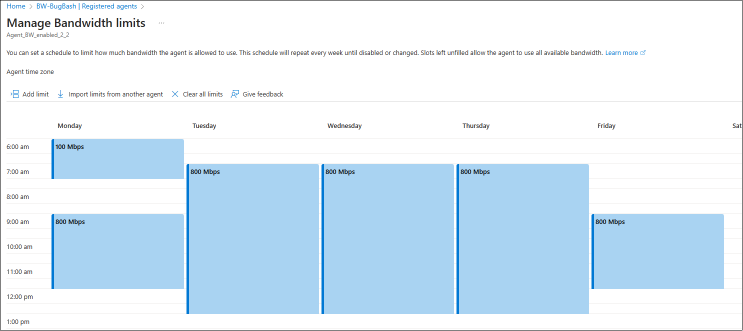 Home > BW-BugBash | Registered agents >
Manage Bandwidth limits ...
Agent_BW_enabled_2_2
You can set a schedule to limit how much bandwidth the agent is allowed to use. This schedule will repeat every week until disabled or changed. Slots left unfilled allow the agent to use all available bandwidth. Learn more
Agent time zone
Add limit Import limits from another agent Clear all limits Give feedback
Monday Tuesday Wednesday Thursday Friday Sat
6:00 am 100 Mbps
7:00 am 800 Mbps 800 Mbps 800 Mbps
8:00 am
9:00 am 800 Mbps 800 Mbps
10:00 am
11:00 am
12:00 pm
1:00 pm